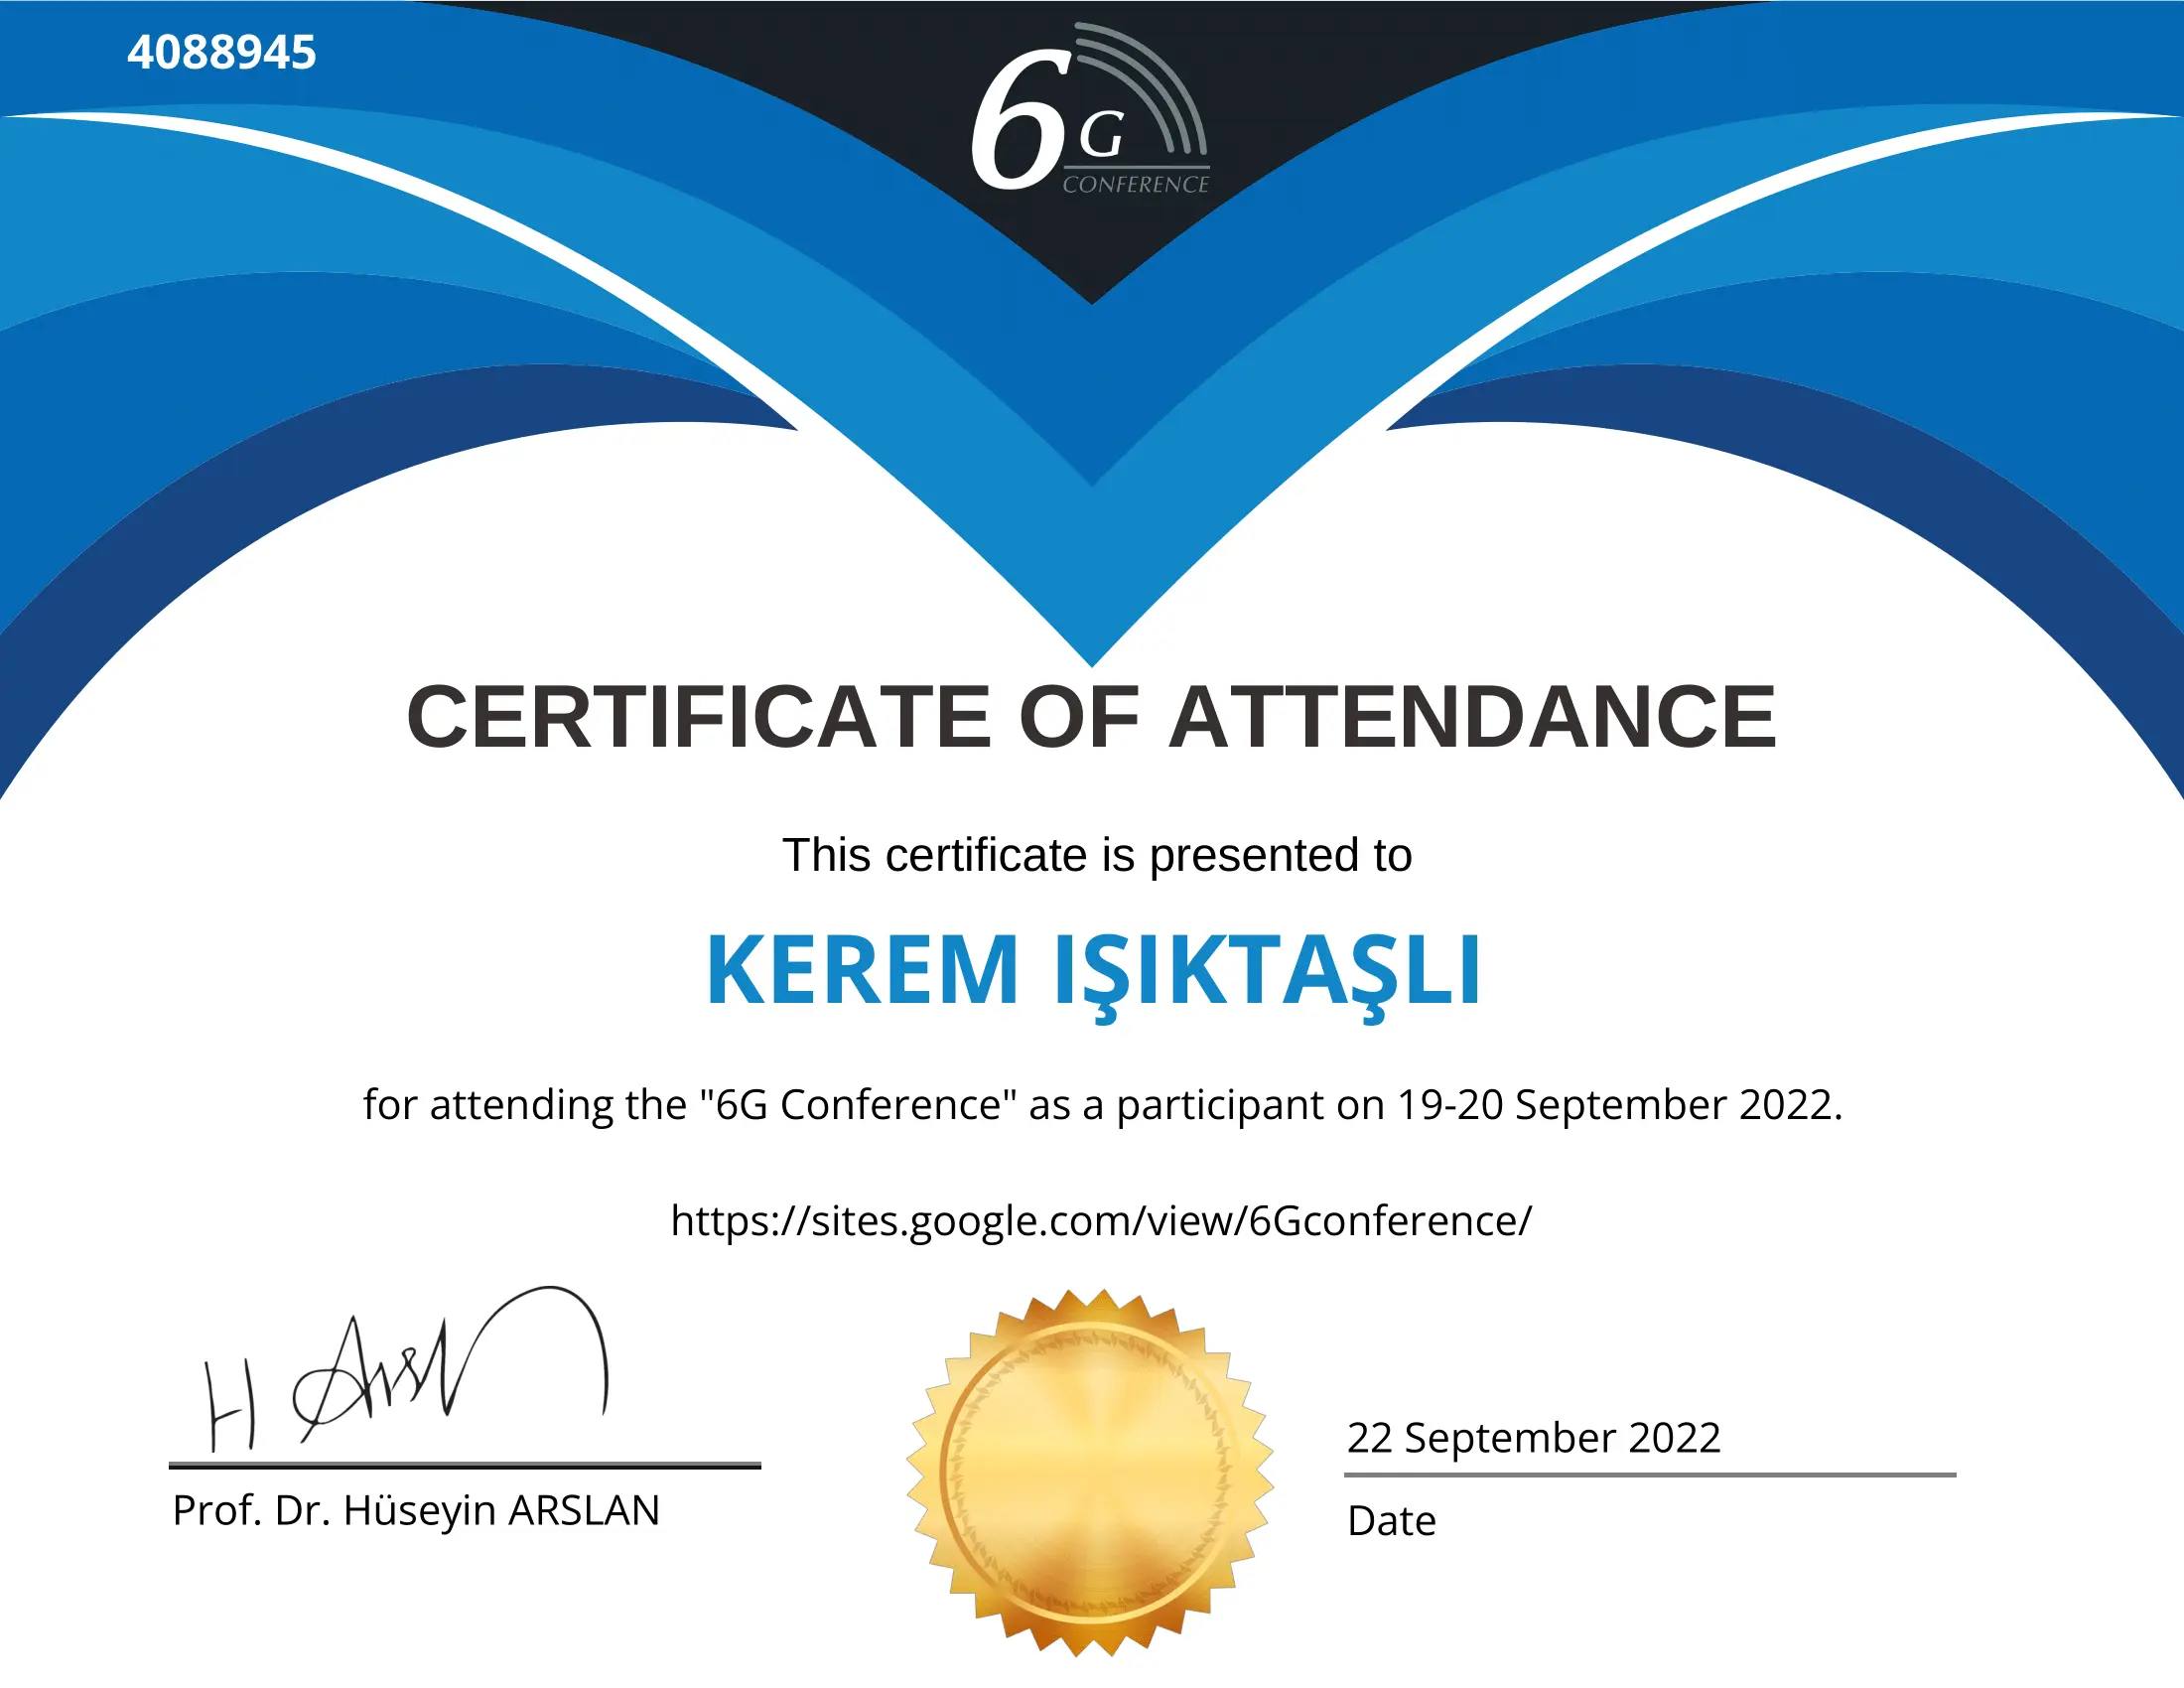 4088945
6G
CONFERENCE
CERTIFICATE OF ATTENDANCE
This certificate is presented to
KEREM IŞIKTAŞLI
for attending the "6G Conference" as a participant on 19-20 September 2022.
https://sites.google.com/view/6Gconference/
H Arsl
22 September 2022
Prof. Dr. Hüseyin ARSLAN
Date